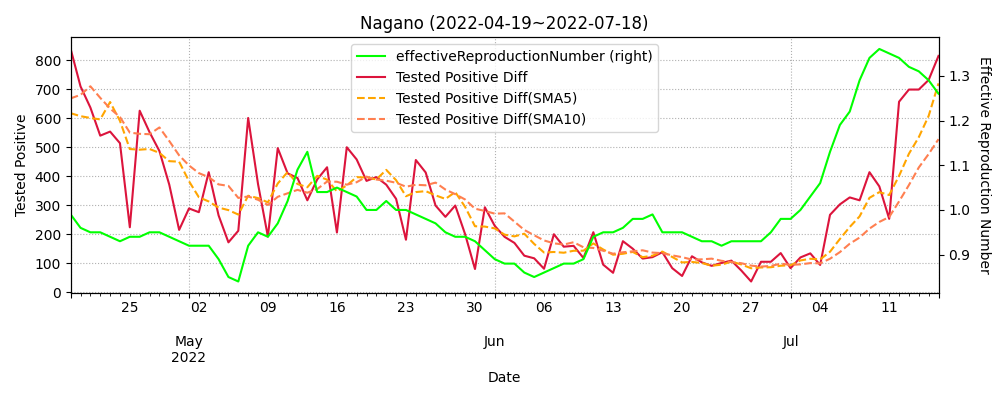 Nagano (2022-04-19~2022-07-18)
effectiveReproductionNumber (right)
Tested Positive Diff
Tested Positive Diff(SMA5)
Tested Positive Diff(SMA10)
Tested Positive
800
700
600
500
400
300
200
100
0
1.3
1.2
1.1
1.0
0.9
Effective Reproduction Number
25 02 09 16 23 30 06 13 20 27 04 11
May Jun Jul
2022
Date